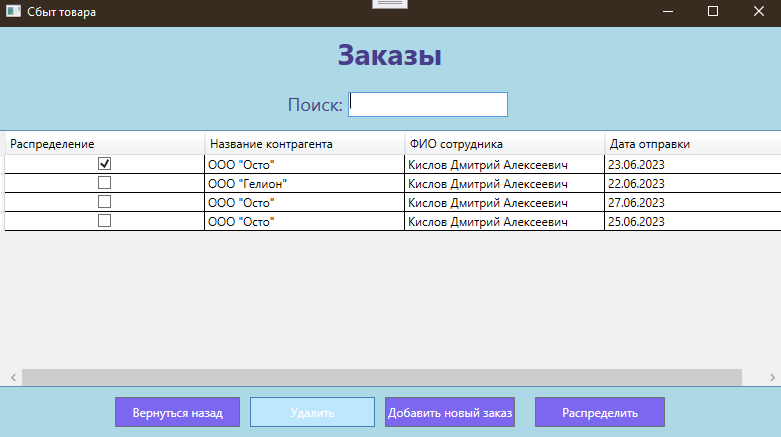 Сбыт товара
Заказы
Поиск:
Распределение Название контрагента ФИО сотрудника Дата отправки
ООО "Осто" Кислов Дмитрий Алексеевич 23.06.2023
ООО "Гелион" Кислов Дмитрий Алексеевич 22.06.2023
ООО "Осто" Кислов Дмитрий Алексеевич 27.06.2023
ООО "Осто" Кислов Дмитрий Алексеевич 25.06.2023
Вернуться назад Удалить Добавить новый заказ Распределить